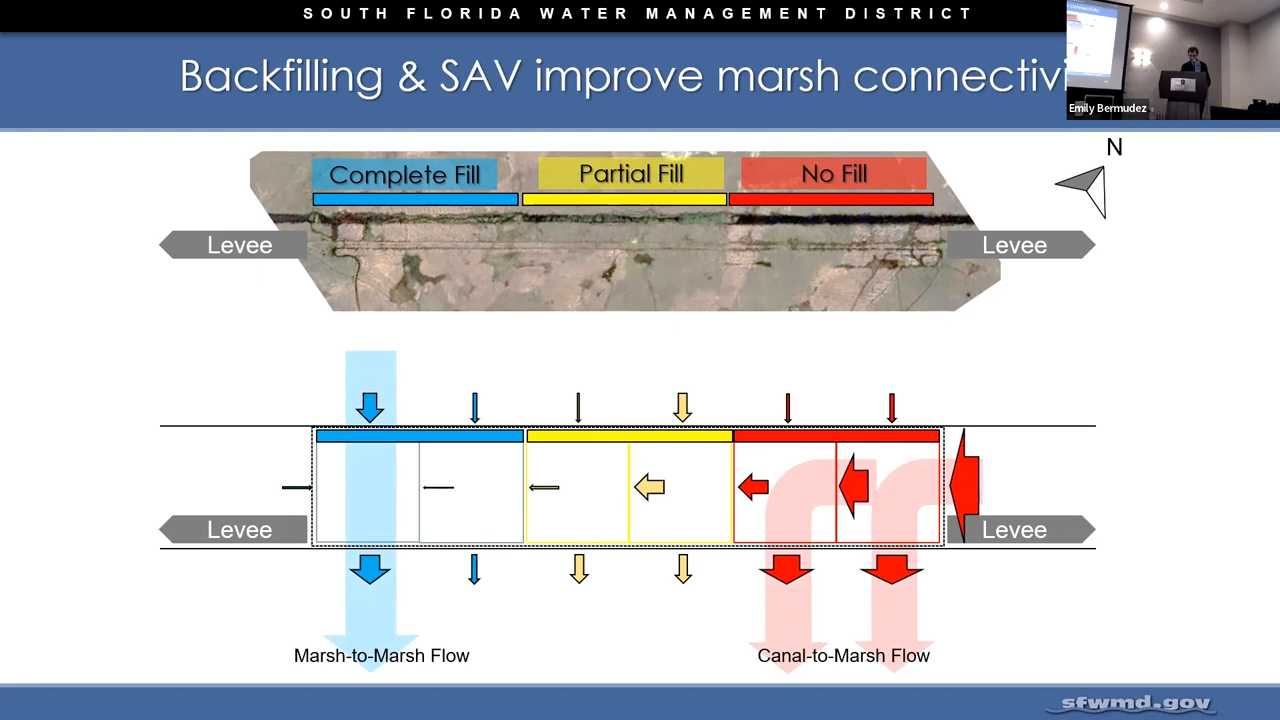 SOUTH FLORIDA WATER MANAGEMENT DISTRICT
Backfilling & SAV improve marsh connectivi
Emily Bermudez
N
Complete Fill
Partial Fill
No Fill
Levee
Levee
Levee
Levee
Marsh-to-Marsh Flow
Canal-to-Marsh Flow
sfwmd.gov